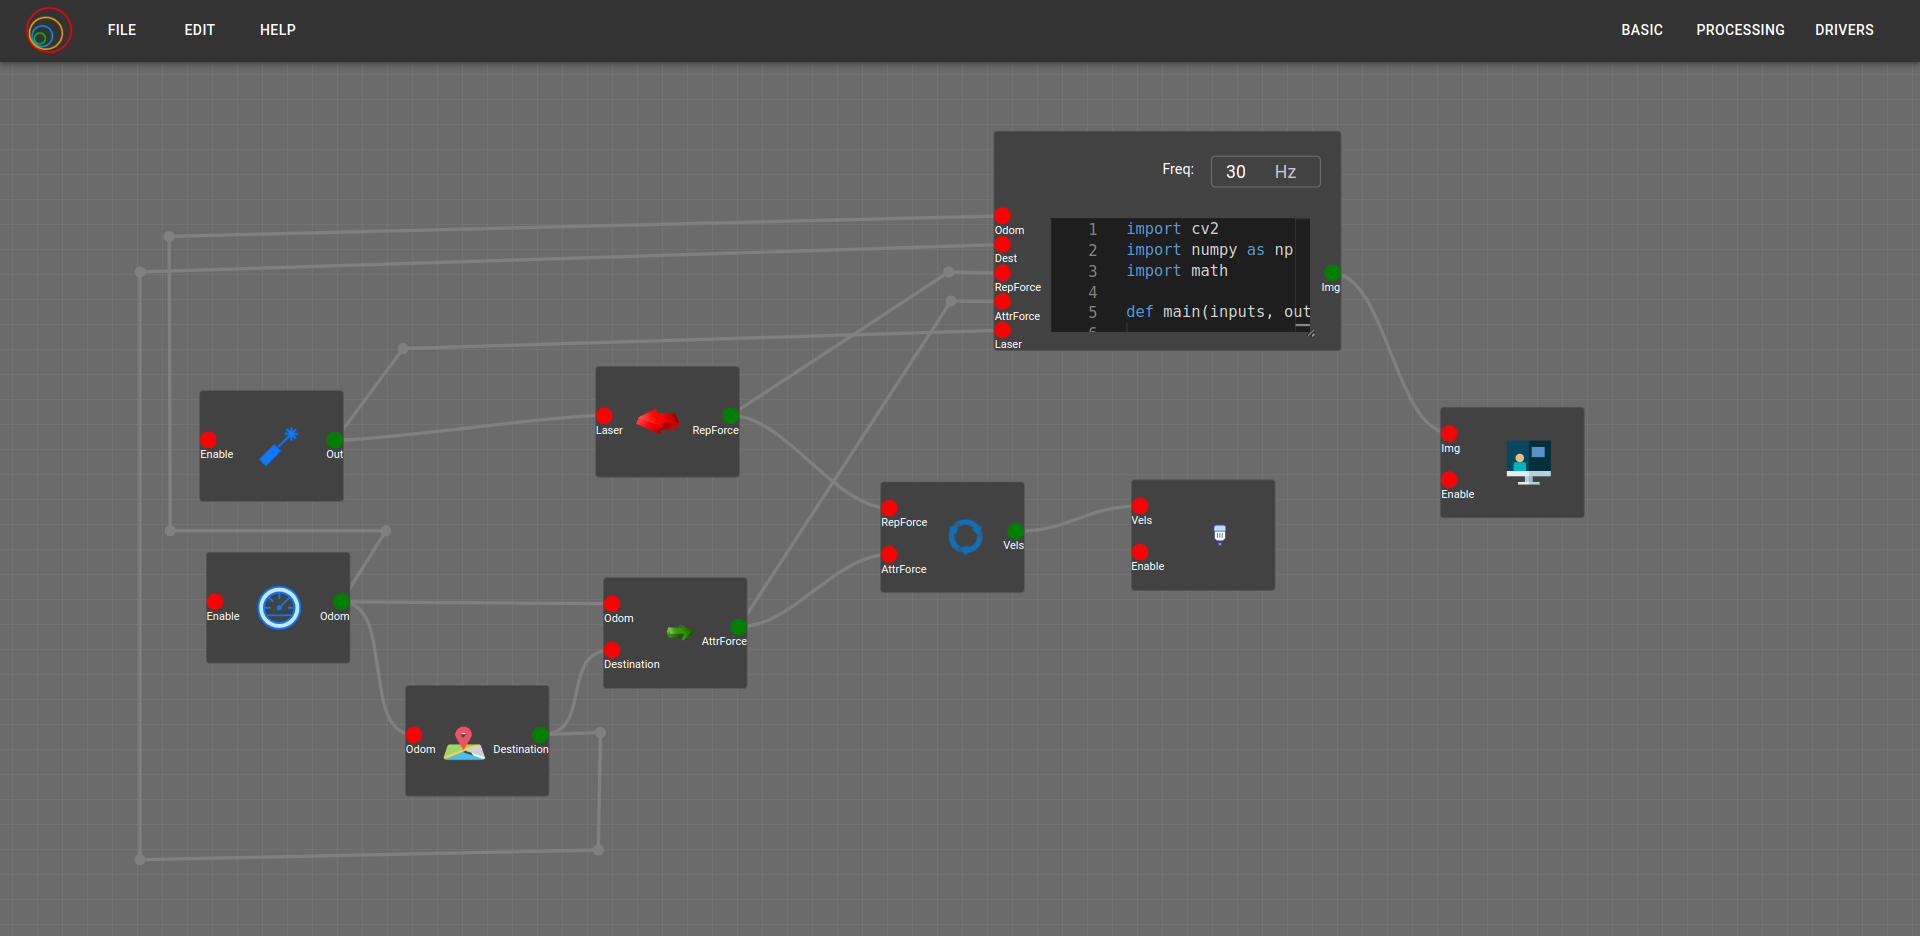 FILE EDIT HELP BASIC PROCESSING DRIVERS
Freq: 30 Hz
Odom
Dest
RepForce
AttrForce
Laser
1 import cv2
2 import numpy as np
3 import math
4
5 def main(inputs, out
6
Img
Enable
Out
Laser
RepForce
Img
Enable
Enable
Odom
Odom
Destination
AttrForce
RepForce
AttrForce
Vels
Vels
Enable
Odom
Destination